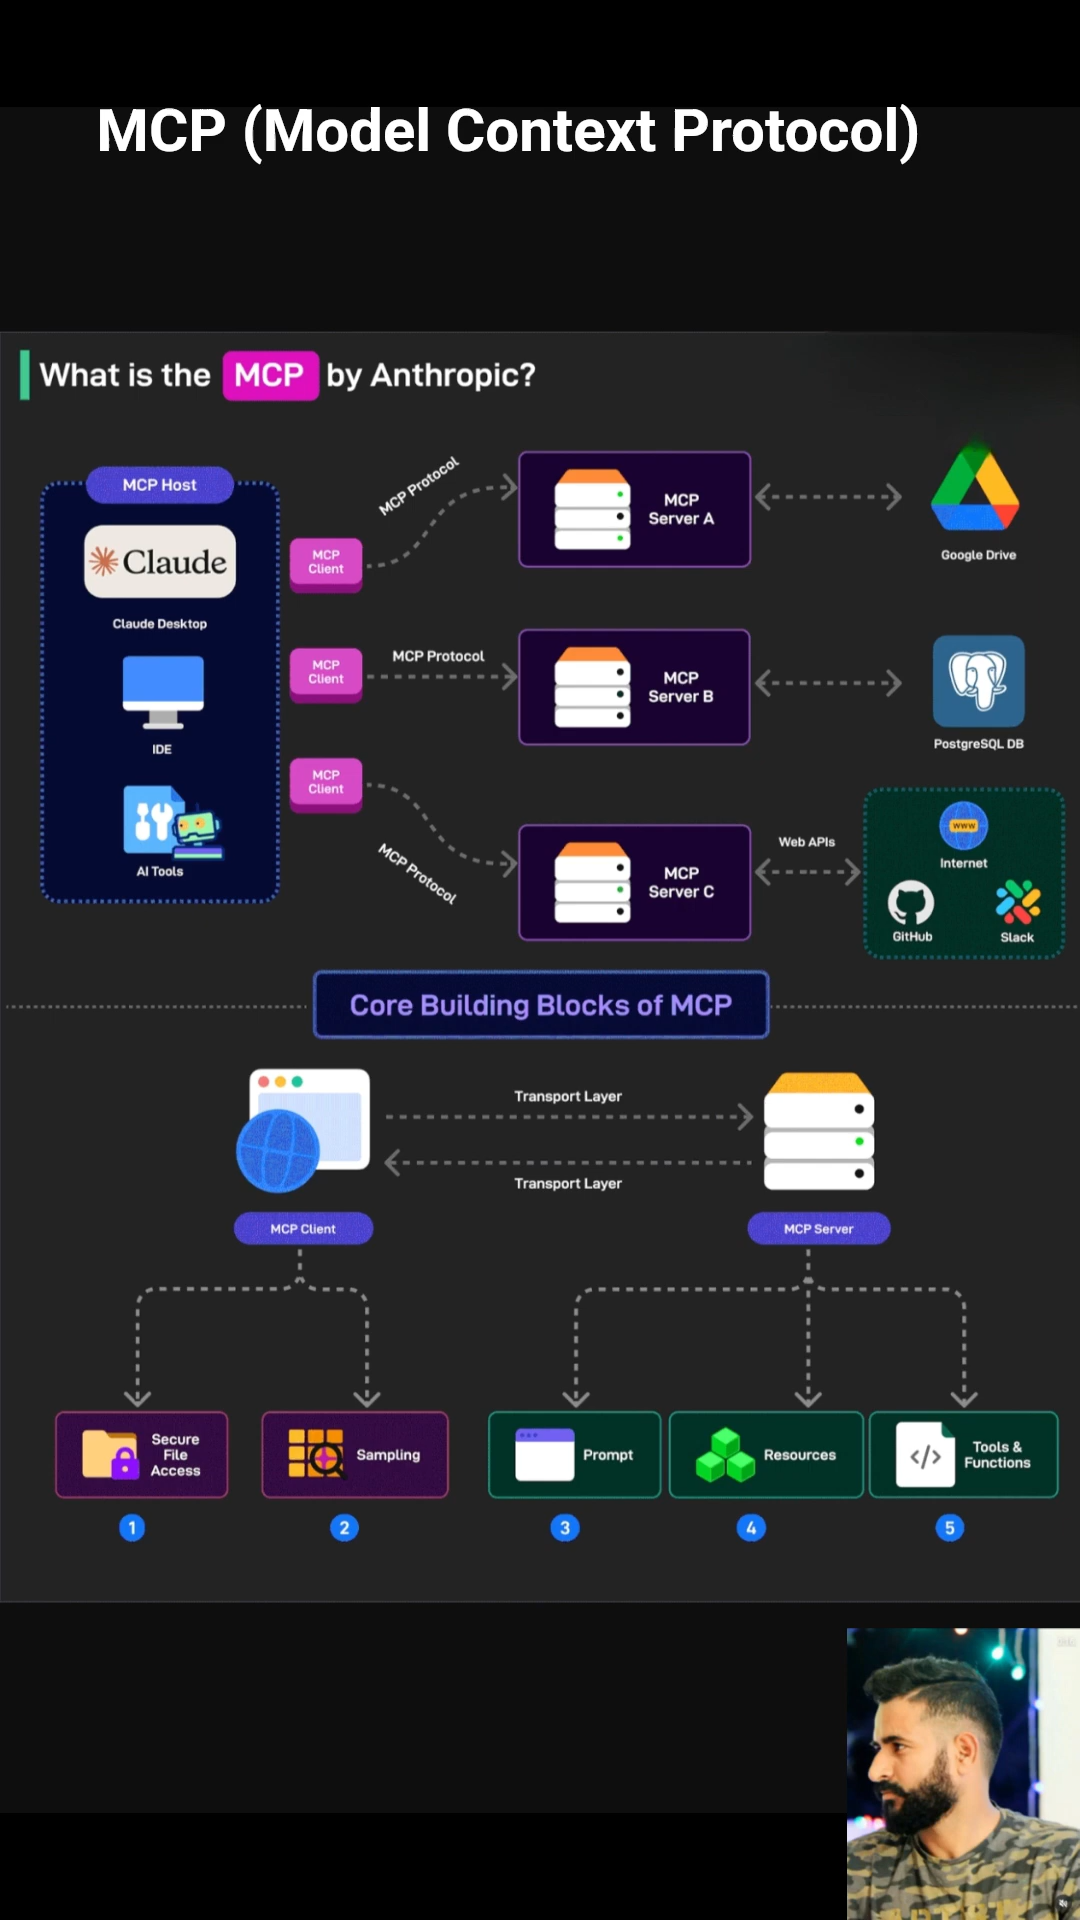 MCP (Model Context Protocol)
What is the MCP by Anthropic?
MCP Host
Claude
Claude Desktop
IDE
AI Tools
MCP
Client
MCP
Client
MCP
Client
MCP Protocol
MCP Protocol
MCP Protocol
MCP
Server A
MCP
Server B
MCP
Server C
Google Drive
PostgreSQL DB
Web APIs
www
Internet
GitHub
Slack
Core Building Blocks of MCP
Transport Layer
Transport Layer
MCP Client
MCP Server
Secure
File
Access
Sampling
Prompt
Resources
</>
Tools &
Functions
1
2
3
4
5